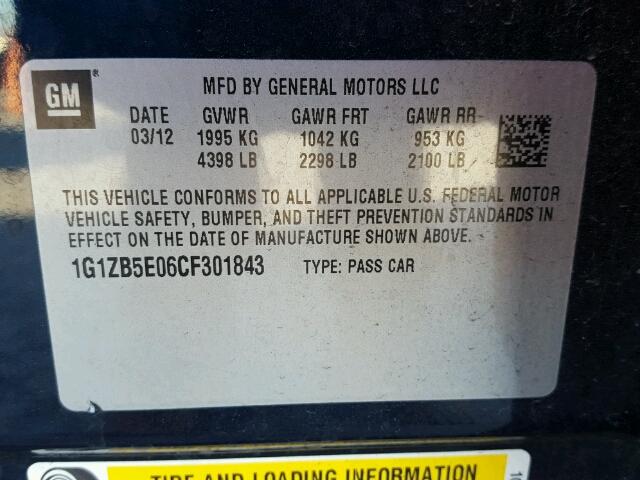 GM ®
MFD BY GENERAL MOTORS LLC
DATE GVWR GAWR FRT GAWR RR
03/12 1995 KG 1042 KG 953 KG
4398 LB 2298 LB 2100 LB
THIS VEHICLE CONFORMS TO ALL APPLICABLE U.S. FEDERAL MOTOR
VEHICLE SAFETY, BUMPER, AND THEFT PREVENTION STANDARDS IN
EFFECT ON THE DATE OF MANUFACTURE SHOWN ABOVE.
1G1ZB5E06CF301843 TYPE: PASS CAR
TIRE AND LOADING INFORMATION